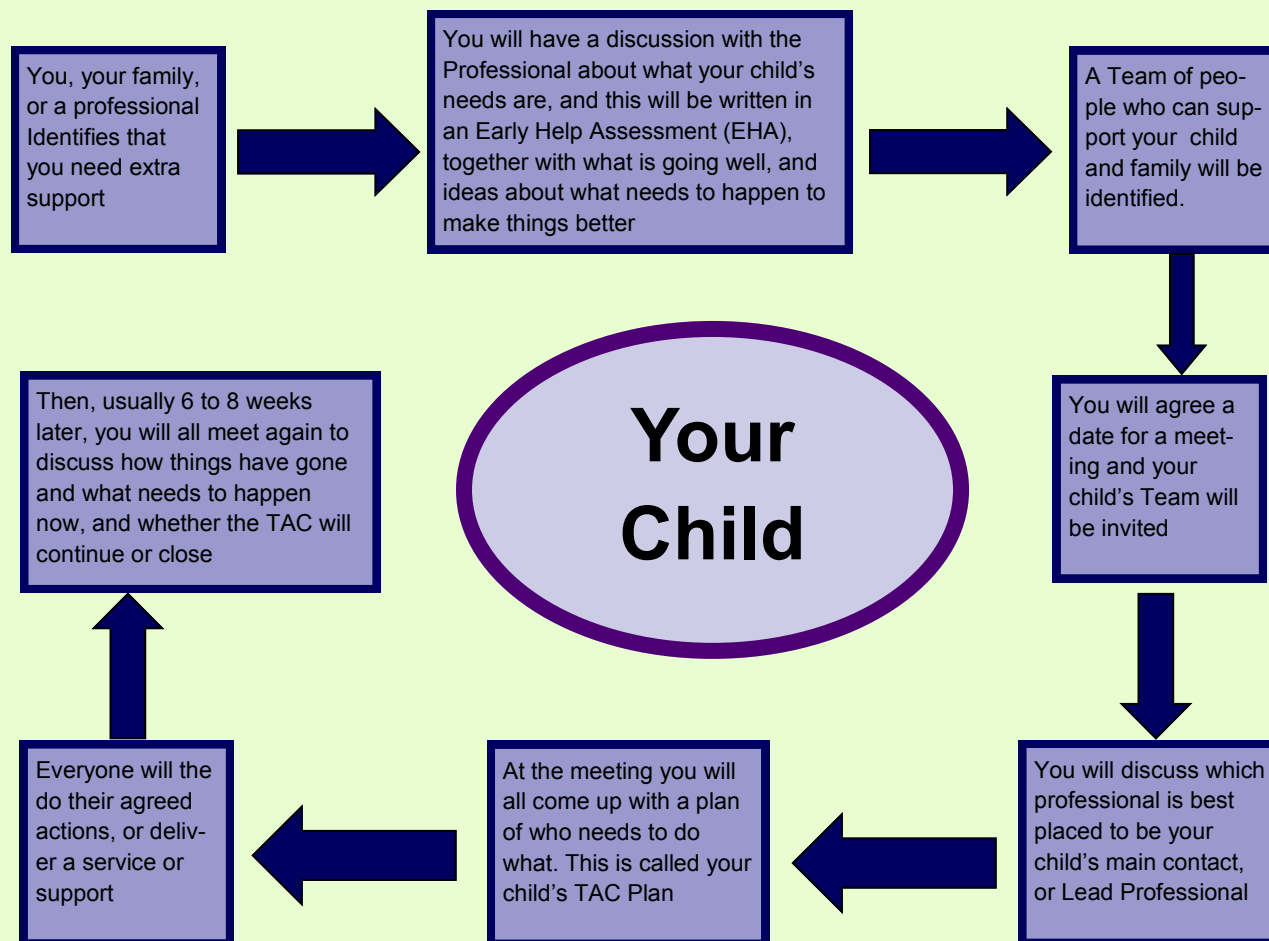 You, your family,
or a professional
Identifies that
you need extra
support
You will have a discussion with the
Professional about what your child’s
needs are, and this will be written in
an Early Help Assessment (EHA),
together with what is going well, and
ideas about what needs to happen to
make things better
A Team of peo-
ple who can sup-
port your child
and family will be
identified.
You will agree a
date for a meet-
ing and your
child’s Team will
be invited
You will discuss which
professional is best
placed to be your
child’s main contact,
or Lead Professional
At the meeting you will
all come up with a plan
of who needs to do
what. This is called your
child’s TAC Plan
Everyone will the
do their agreed
actions, or deliv-
er a service or
support
Then, usually 6 to 8 weeks
later, you will all meet again to
discuss how things have gone
and what needs to happen
now, and whether the TAC will
continue or close
Your
Child